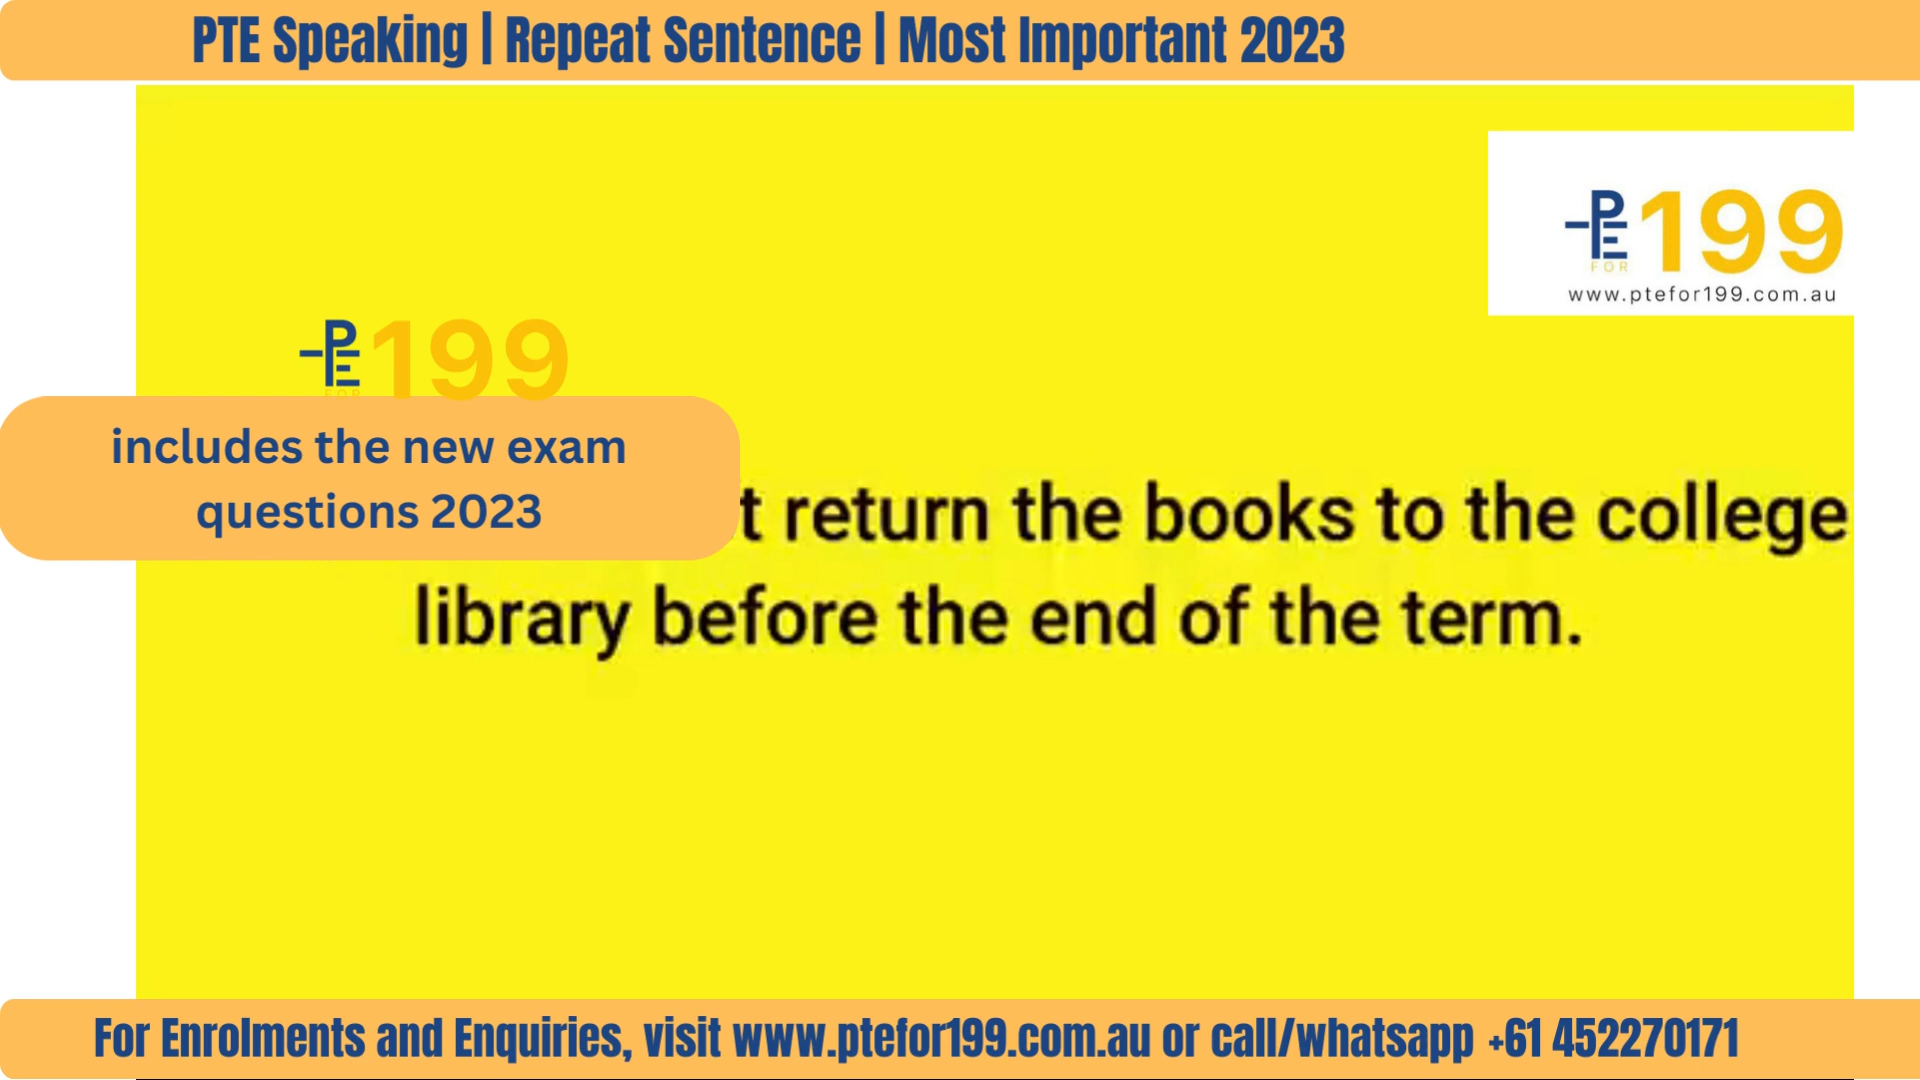 PTE Speaking | Repeat Sentence | Most Important 2023
PE 199
FOR
www.ptefor199.com.au
PE 199
FOR
includes the new exam
questions 2023
t return the books to the college
library before the end of the term.
For Enrolments and Enquiries, visit www.ptefor199.com.au or call/whatsapp +61 452270171